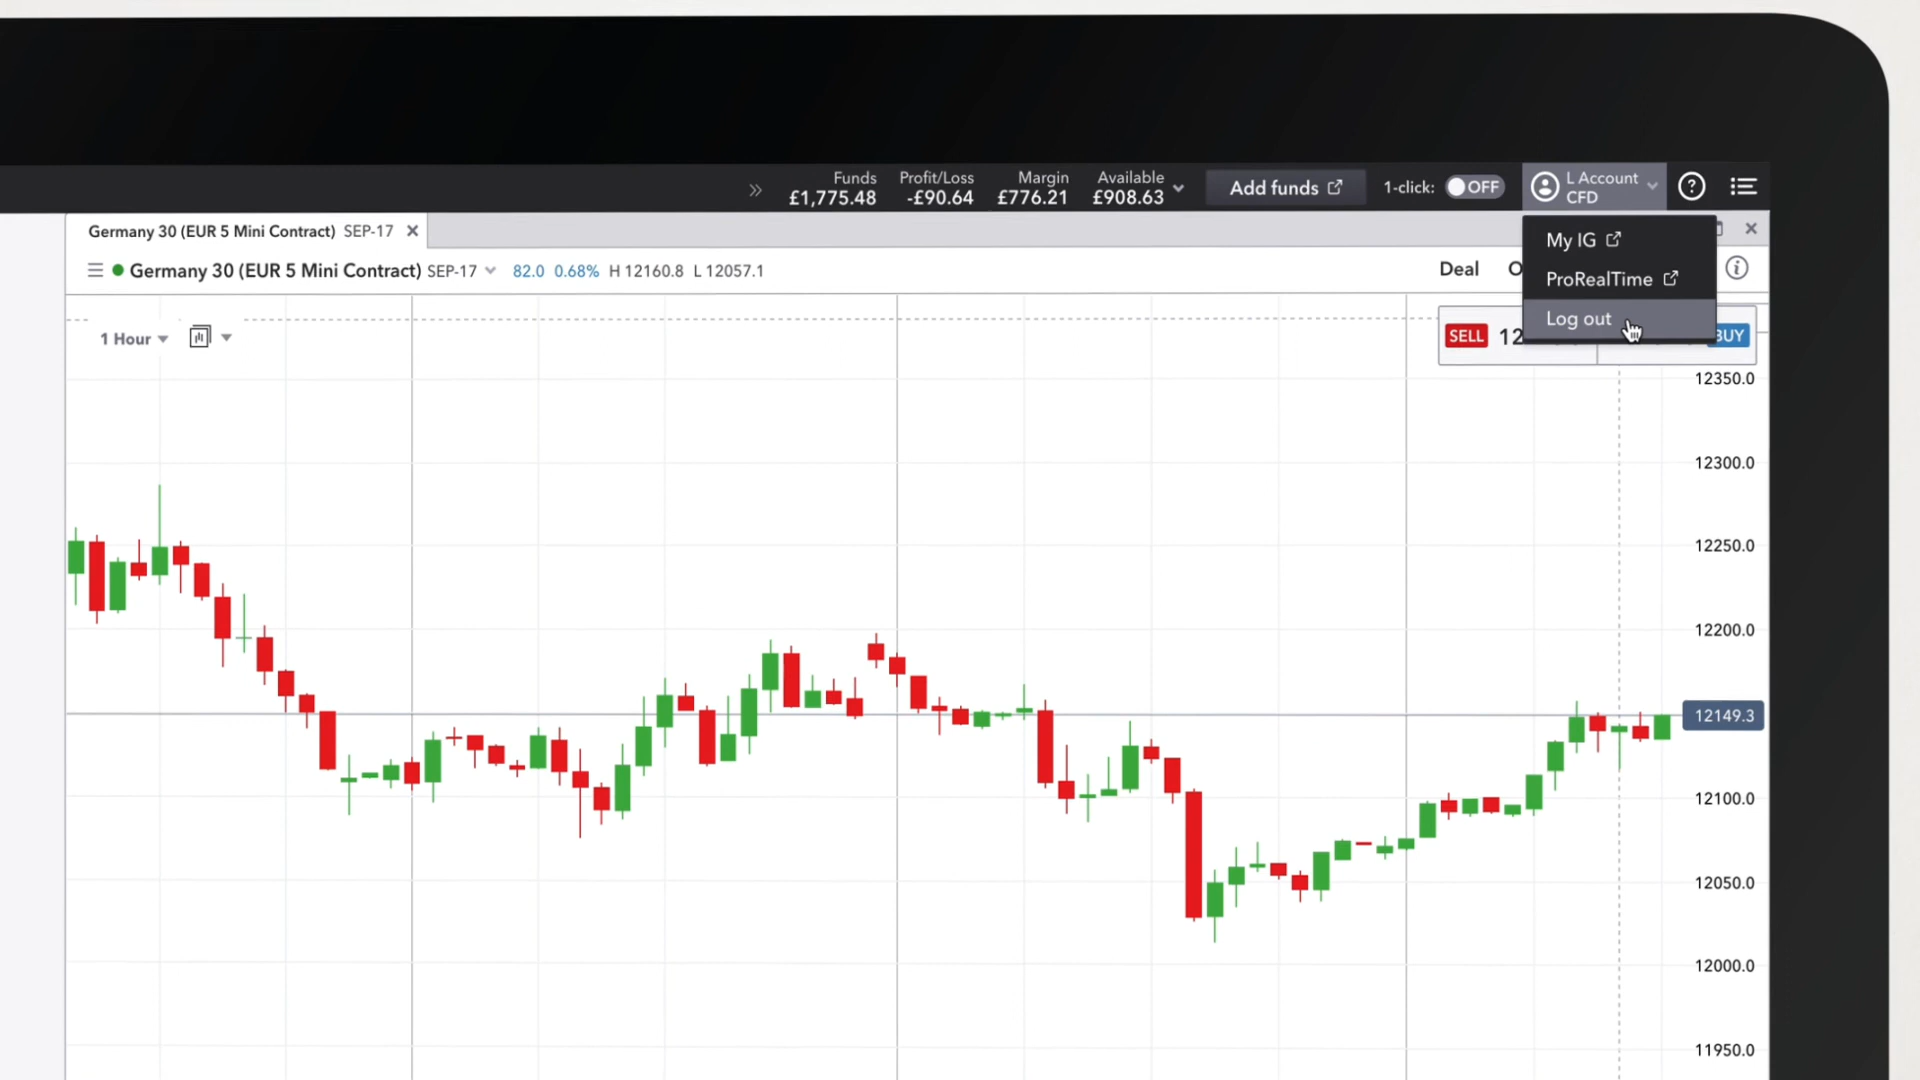 Funds Profit/Loss Margin Available
£1,775.48 -£90.64 £776.21 £908.63
Add funds
1-click: OFF
L Account
CFD
Germany 30 (EUR 5 Mini Contract) SEP-17
My IG
ProRealTime
Log out
Germany 30 (EUR 5 Mini Contract) SEP-17 82.0 0.68% H 12160.8 L 12057.1
Deal
1 Hour
SELL 12
BUY
12350.0
12300.0
12250.0
12200.0
12149.3
12100.0
12050.0
12000.0
11950.0